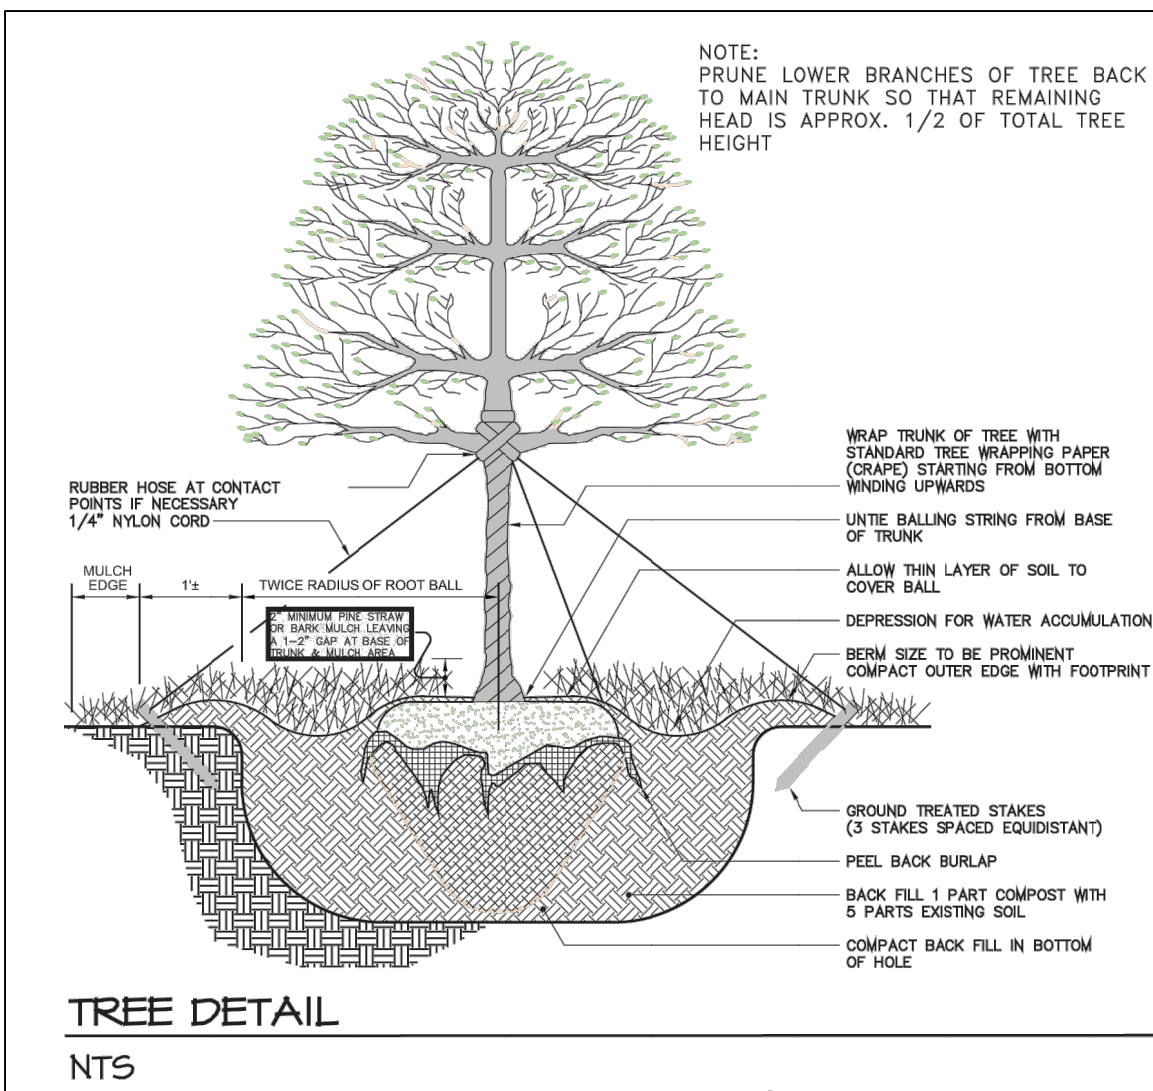 NOTE:
PRUNE LOWER BRANCHES OF TREE BACK
TO MAIN TRUNK SO THAT REMAINING
HEAD IS APPROX. 1/2 OF TOTAL TREE
HEIGHT
WRAP TRUNK OF TREE WITH
STANDARD TREE WRAPPING PAPER
(CRAPE) STARTING FROM BOTTOM
WINDING UPWARDS
RUBBER HOSE AT CONTACT
POINTS IF NECESSARY
1/4" NYLON CORD
UNTIE BALLING STRING FROM BASE
OF TRUNK
MULCH
EDGE
1'±
TWICE RADIUS OF ROOT BALL
ALLOW THIN LAYER OF SOIL TO
COVER BALL
2" MINIMUM PINE STRAW
OR BARK MULCH LEAVING
A 1-2" GAP AT BASE OF
TRUNK & MULCH AREA
DEPRESSION FOR WATER ACCUMULATION
BERM SIZE TO BE PROMINENT
COMPACT OUTER EDGE WITH FOOTPRINT
GROUND TREATED STAKES
(3 STAKES SPACED EQUIDISTANT)
PEEL BACK BURLAP
BACK FILL 1 PART COMPOST WITH
5 PARTS EXISTING SOIL
COMPACT BACK FILL IN BOTTOM
OF HOLE
TREE DETAIL
NTS